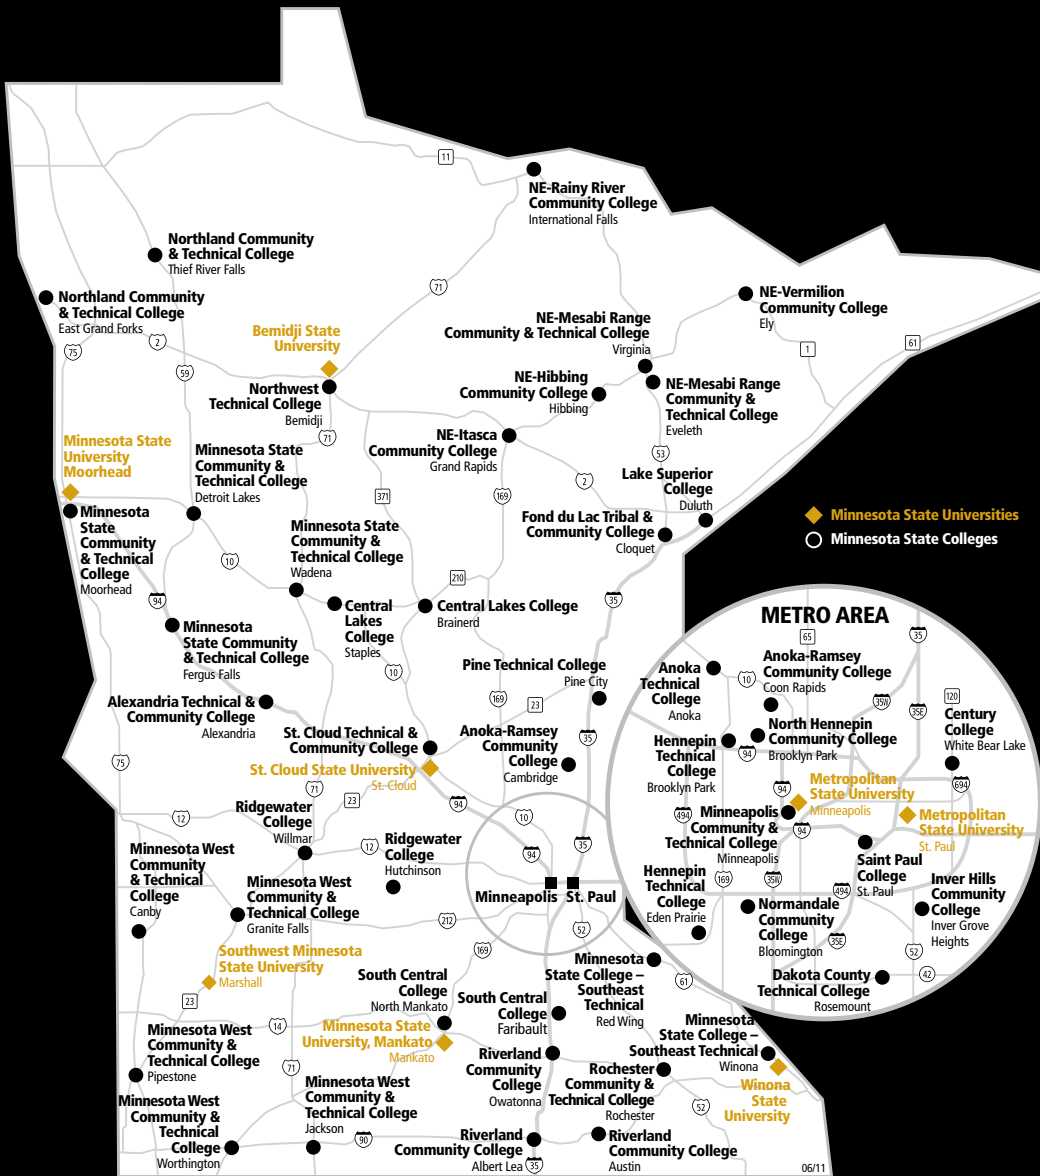 11
NE-Rainy River
Community College
International Falls
Northland Community
& Technical College
Thief River Falls
71
Northland Community
& Technical College
East Grand Forks
NE-Vermilion
Community College
Ely
NE-Mesabi Range
Community & Technical College
Virginia
Bemidji State
University
2
75
59
1
61
Northwest
Technical College
Bemidji
NE-Hibbing
Community College
Hibbing
NE-Mesabi Range
Community &
Technical College
Eveleth
71
NE-Itasca
Community College
Grand Rapids
53
Minnesota State
University
Moorhead
Minnesota State
Community &
Technical College
Detroit Lakes
371
169
2
Lake Superior
College
Duluth
Minnesota
State
Community
& Technical
College
Moorhead
Minnesota State
Community &
Technical College
Wadena
Fond du Lac Tribal &
Community College
Cloquet
Minnesota State Universities
Minnesota State Colleges
10
210
94
35
Central
Lakes
College
Staples
Central Lakes College
Brainerd
Minnesota
State Community
& Technical College
Fergus Falls
10
Pine Technical College
Pine City
169
23
Alexandria Technical &
Community College
Alexandria
35
St. Cloud Technical &
Community College
St. Cloud State University
St. Cloud
Anoka-Ramsey
Community
College
Cambridge
75
71
23
94
12
10
Ridgewater
College
Willmar
12
Ridgewater
College
Hutchinson
94
35
Minnesota West
Community
& Technical
College
Canby
Minnesota West
Community &
Technical College
Granite Falls
Minneapolis
St. Paul
212
52
169
Southwest Minnesota
State University
Marshall
23
South Central
College
North Mankato
Minnesota
State College –
Southeast
Technical
Red Wing
61
South Central
College
Faribault
14
Minnesota State
University, Mankato
Mankato
Minnesota West
Community &
Technical College
Pipestone
71
Riverland
Community
College
Owatonna
Minnesota
State College –
Southeast Technical
Winona
Rochester
Community &
Technical College
Rochester
Winona
State
University
52
Minnesota West
Community &
Technical
College
Worthington
Minnesota West
Community &
Technical College
Jackson
90
Riverland
Community College
Albert Lea
35
Riverland
Community College
Austin
06/11
METRO AREA
65
35
Anoka
Technical
College
Anoka
10
Anoka-Ramsey
Community College
Coon Rapids
35W
35E
120
Century
College
White Bear Lake
North Hennepin
Community College
Brooklyn Park
Hennepin
Technical
College
Brooklyn Park
94
94
694
Metropolitan
State University
Minneapolis
494
Minneapolis
Community &
Technical College
Minneapolis
94
Metropolitan
State University
St. Paul
Saint Paul
College
St. Paul
Hennepin
Technical
College
Eden Prairie
169
35W
494
Inver Hills
Community
College
Inver Grove
Heights
Normandale
Community
College
Bloomington
35E
52
42
Dakota County
Technical College
Rosemount